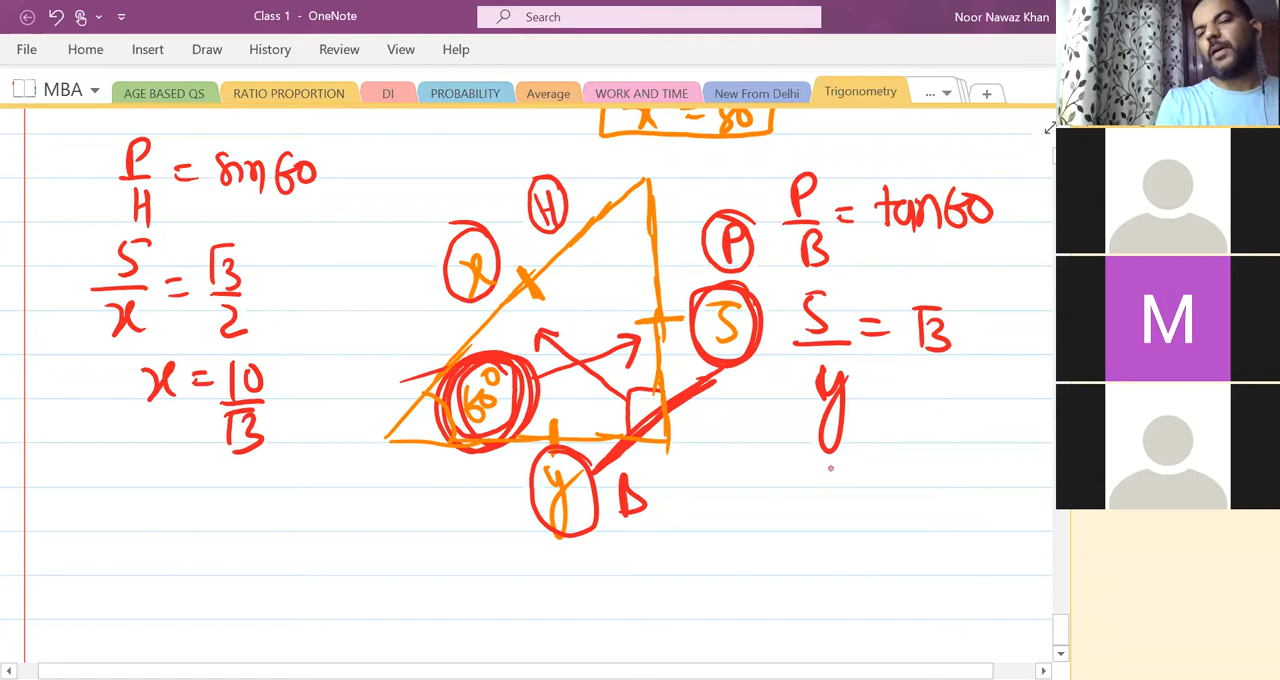 Class 1 - OneNote
Search
Noor Nawaz Khan
File Home Insert Draw History Review View Help
MBA
AGE BASED QS
RATIO PROPORTION
DI
PROBABILITY
Average
WORK AND TIME
New From Delhi
Trigonometry
...
+
x = 80
P/H = sin 60
5/x = √3/2
x = 10/√3
H
x
60°
y
B
P
5
P/B = tan 60
5/y = √3
M